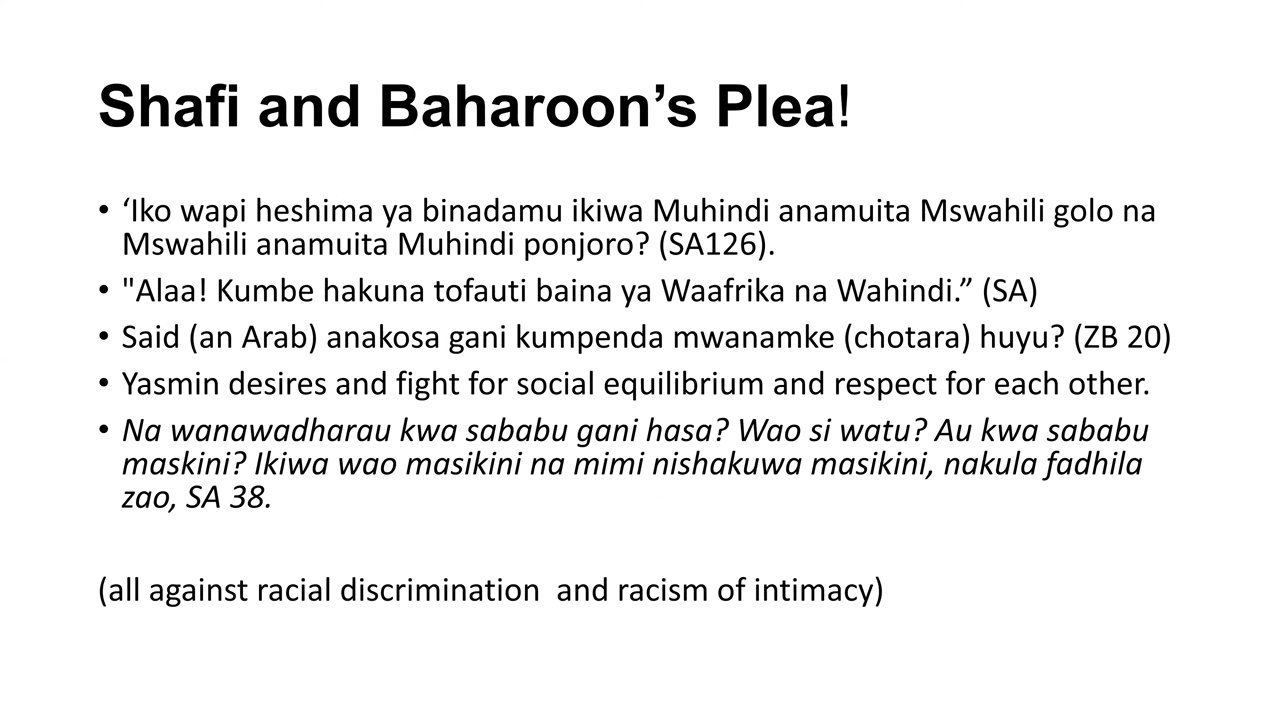 Shafi and Baharoon’s Plea!
• ‘Iko wapi heshima ya binadamu ikiwa Muhindi anamuita Mswahili golo na
Mswahili anamuita Muhindi ponjoro? (SA126).
• "Alaa! Kumbe hakuna tofauti baina ya Waafrika na Wahindi.” (SA)
• Said (an Arab) anakosa gani kumpenda mwanamke (chotara) huyu? (ZB 20)
• Yasmin desires and fight for social equilibrium and respect for each other.
• Na wanawadharau kwa sababu gani hasa? Wao si watu? Au kwa sababu
maskini? Ikiwa wao masikini na mimi nishakuwa masikini, nakula fadhila
zao, SA 38.
(all against racial discrimination  and racism of intimacy)